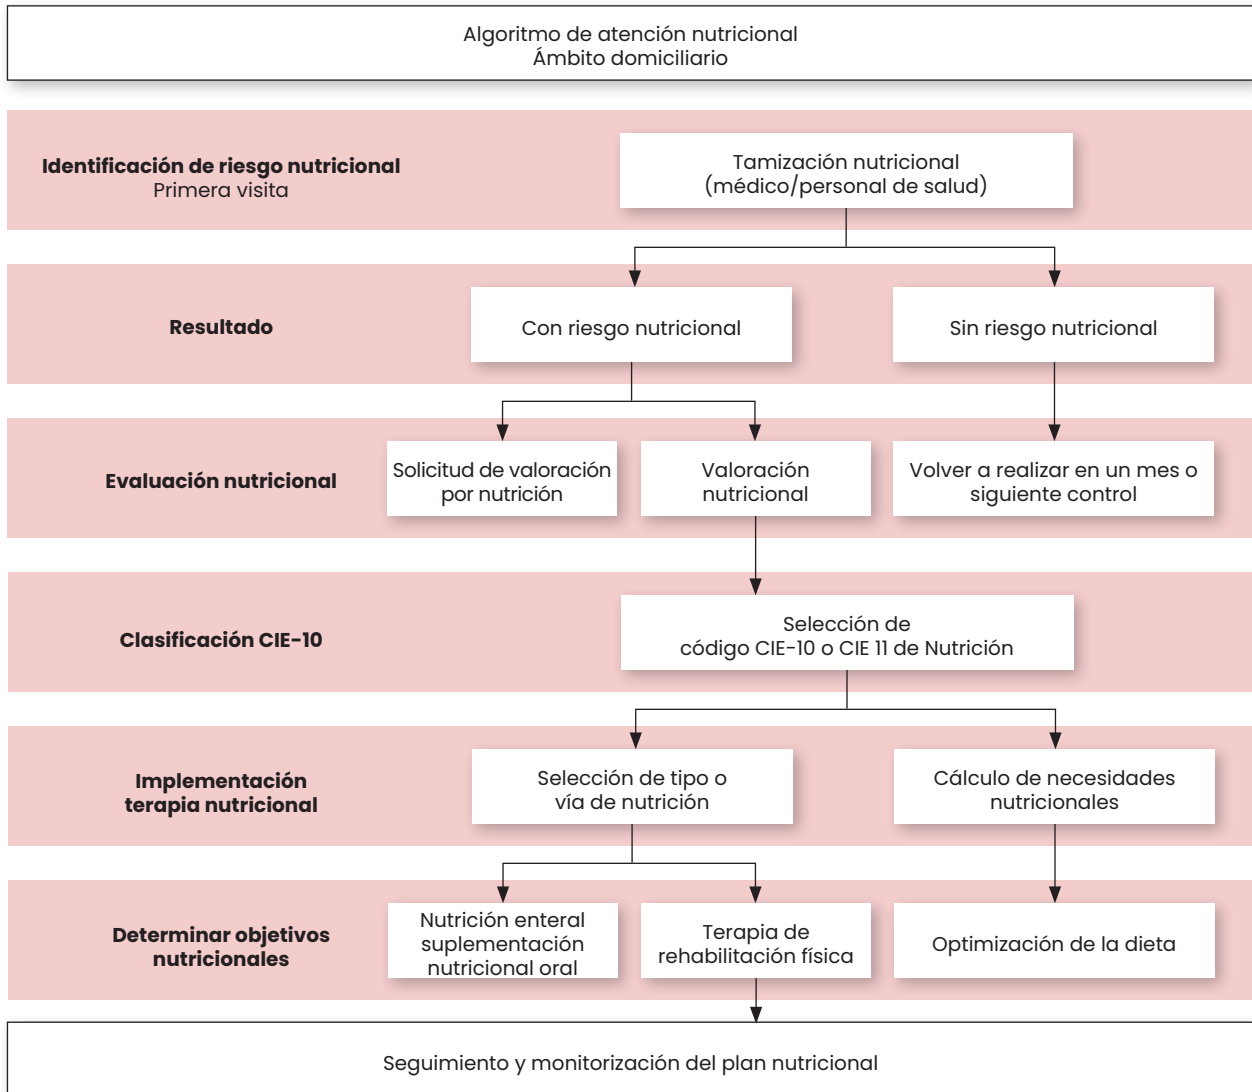 Algoritmo de atención nutricional
Ámbito domiciliario
Identificación de riesgo nutricional
Primera visita
Tamización nutricional
(médico/personal de salud)
Resultado
Con riesgo nutricional
Sin riesgo nutricional
Evaluación nutricional
Solicitud de valoración
por nutrición
Valoración
nutricional
Volver a realizar en un mes o
siguiente control
Clasificación CIE-10
Selección de
código CIE-10 o CIE 11 de Nutrición
Implementación
terapia nutricional
Selección de tipo o
vía de nutrición
Cálculo de necesidades
nutricionales
Determinar objetivos
nutricionales
Nutrición enteral
suplementación
nutricional oral
Terapia de
rehabilitación física
Optimización de la dieta
Seguimiento y monitorización del plan nutricional